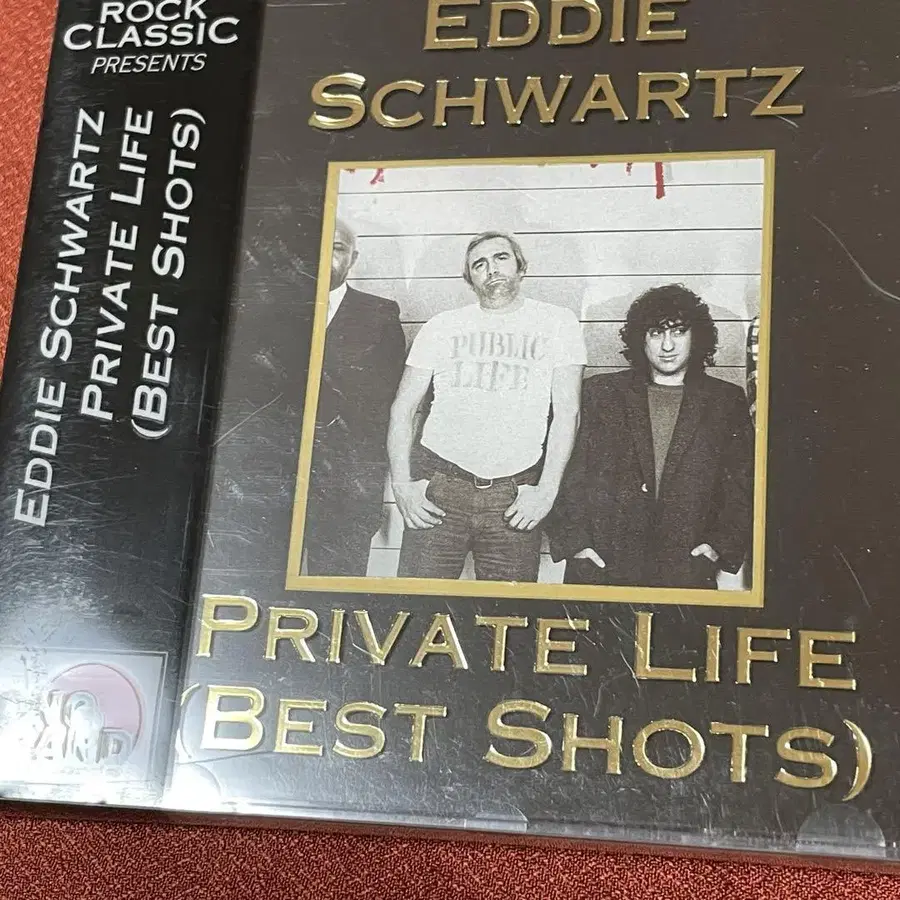 ROCK
CLASSIC
PRESENTS
EDDIE SCHWARTZ
PRIVATE LIFE
(BEST SHOTS)
EDDIE
SCHWARTZ
PUBLIC
LIFE
PRIVATE LIFE
(BEST SHOTS)